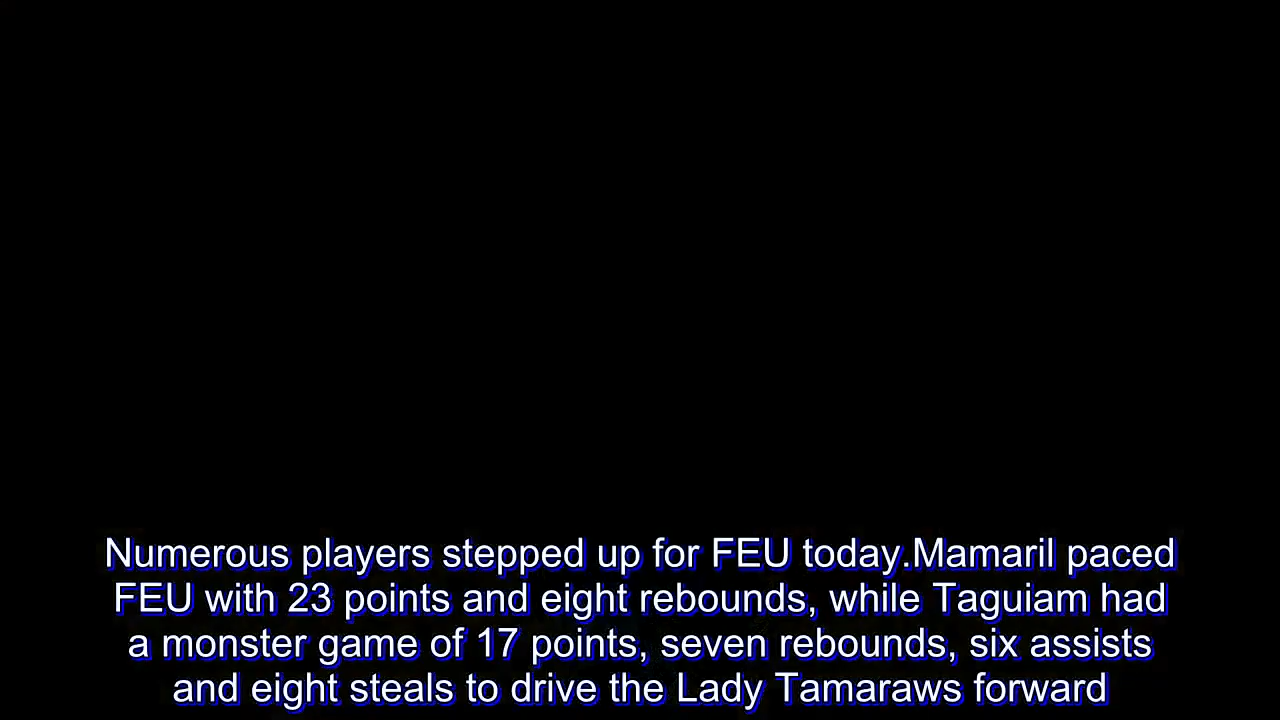 Numerous players stepped up for FEU today.Mamaril paced
FEU with 23 points and eight rebounds, while Taguiam had
a monster game of 17 points, seven rebounds, six assists
and eight steals to drive the Lady Tamaraws forward